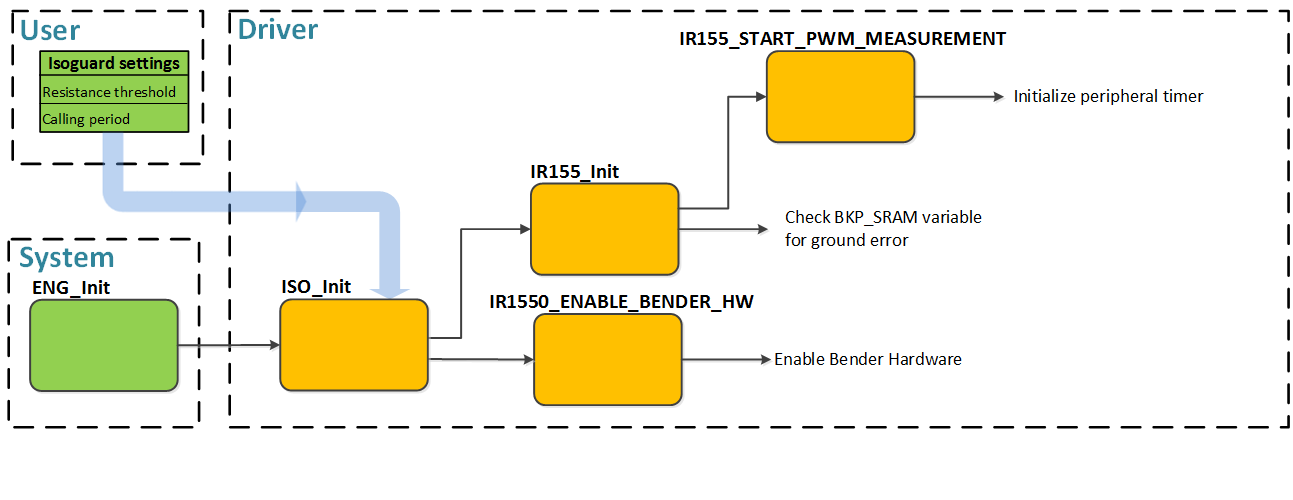 User
Isoguard settings
Resistance threshold
Calling period
System
ENG_Init
Driver
ISO_Init
IR155_Init
IR155_START_PWM_MEASUREMENT
Initialize peripheral timer
Check BKP_SRAM variable
for ground error
IR1550_ENABLE_BENDER_HW
Enable Bender Hardware